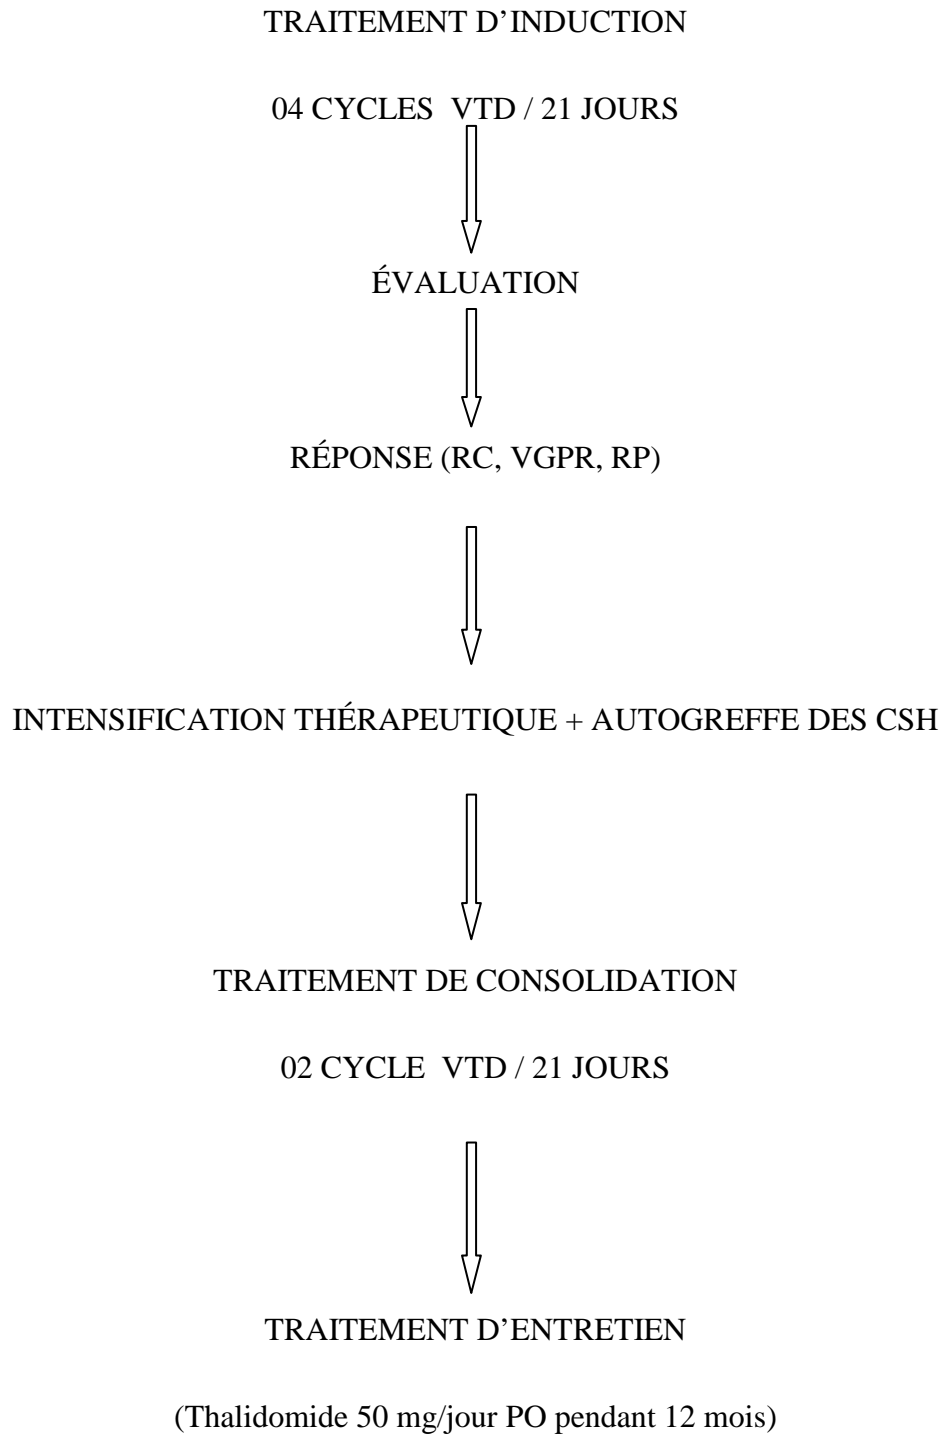 TRAITEMENT D’INDUCTION
04 CYCLES VTD / 21 JOURS
ÉVALUATION
RÉPONSE (RC, VGPR, RP)
INTENSIFICATION THÉRAPEUTIQUE + AUTOGREFFE DES CSH
TRAITEMENT DE CONSOLIDATION
02 CYCLE VTD / 21 JOURS
TRAITEMENT D’ENTRETIEN
(Thalidomide 50 mg/jour PO pendant 12 mois)